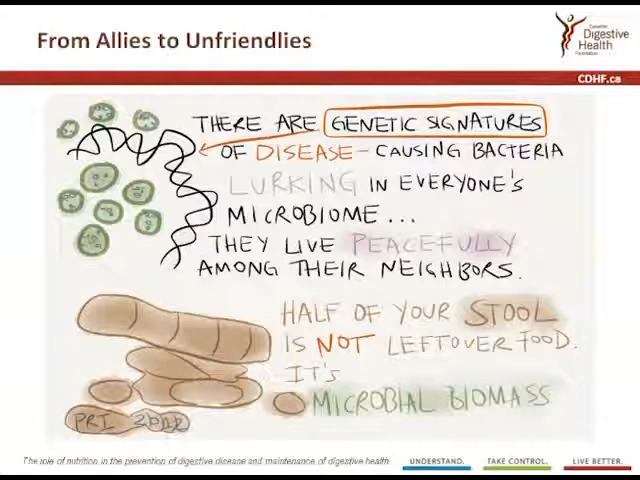 From Allies to Unfriendlies
Canadian
Digestive
Health
Foundation
CDHF.ca
THERE ARE GENETIC SIGNATURES
OF DISEASE-CAUSING BACTERIA
LURKING IN EVERYONE'S
MICROBIOME...
THEY LIVE PEACEFULLY
AMONG THEIR NEIGHBORS.
HALF OF YOUR STOOL
IS NOT LEFTOVER FOOD.
IT'S
MICROBIAL BIOMASS
PRI 2012
The role of nutrition in the prevention of digestive disease and maintenance of digestive health
UNDERSTAND.
TAKE CONTROL.
LIVE BETTER.